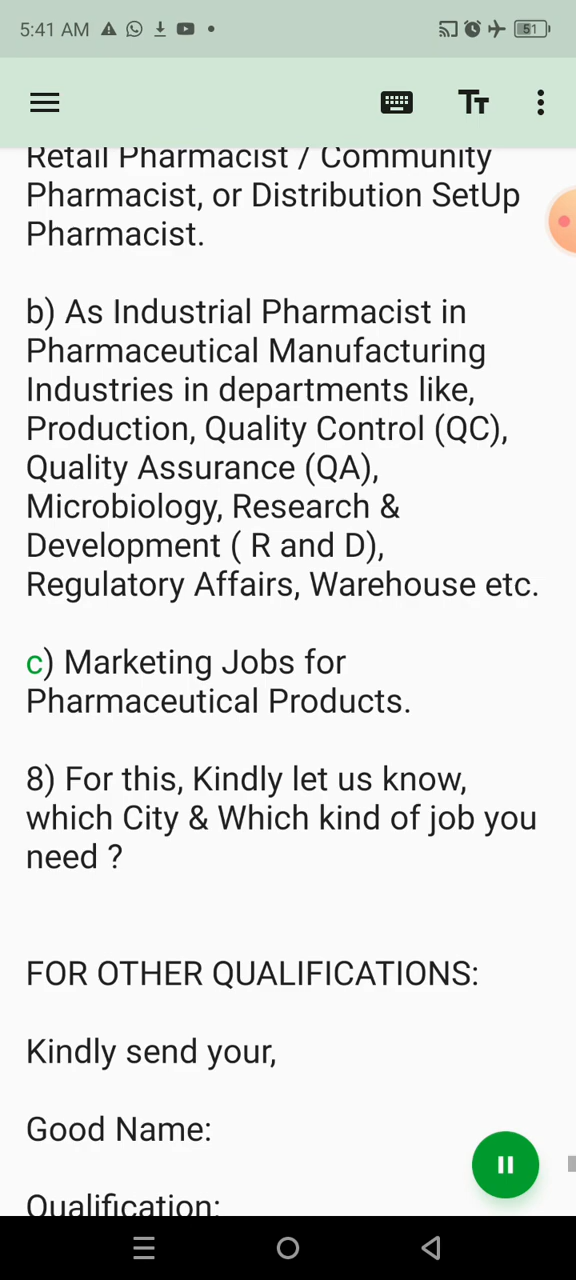 5:41 AM
51
Tт
Retail Pharmacist / Community
Pharmacist, or Distribution SetUp
Pharmacist.
b) As Industrial Pharmacist in
Pharmaceutical Manufacturing
Industries in departments like,
Production, Quality Control (QC),
Quality Assurance (QA),
Microbiology, Research &
Development ( R and D),
Regulatory Affairs, Warehouse etc.
c) Marketing Jobs for
Pharmaceutical Products.
8) For this, Kindly let us know,
which City & Which kind of job you
need ?
FOR OTHER QUALIFICATIONS:
Kindly send your,
Good Name:
Qualification: